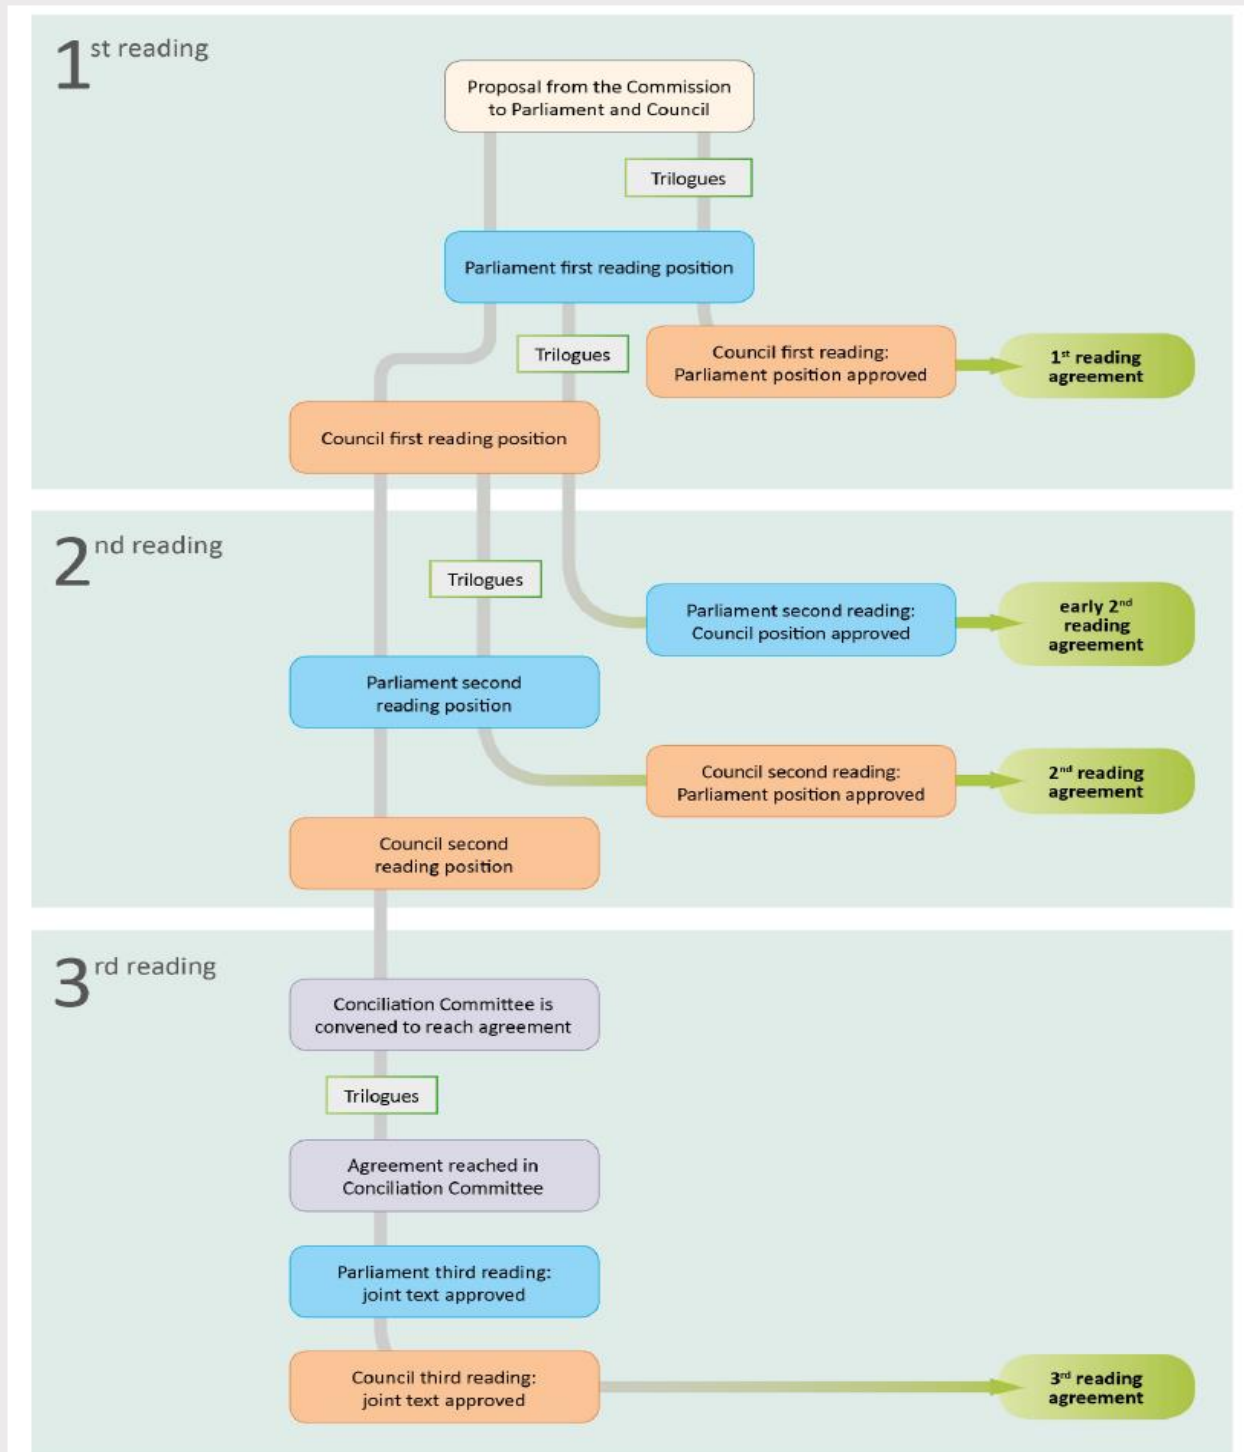 1st reading
Proposal from the Commission
to Parliament and Council
Trilogues
Parliament first reading position
Trilogues
Council first reading:
Parliament position approved
1st reading
agreement
Council first reading position
2nd reading
Trilogues
Parliament second reading:
Council position approved
early 2nd
reading
agreement
Parliament second
reading position
Council second reading:
Parliament position approved
2nd reading
agreement
Council second
reading position
3rd reading
Conciliation Committee is
convened to reach agreement
Trilogues
Agreement reached in
Conciliation Committee
Parliament third reading:
joint text approved
Council third reading:
joint text approved
3rd reading
agreement